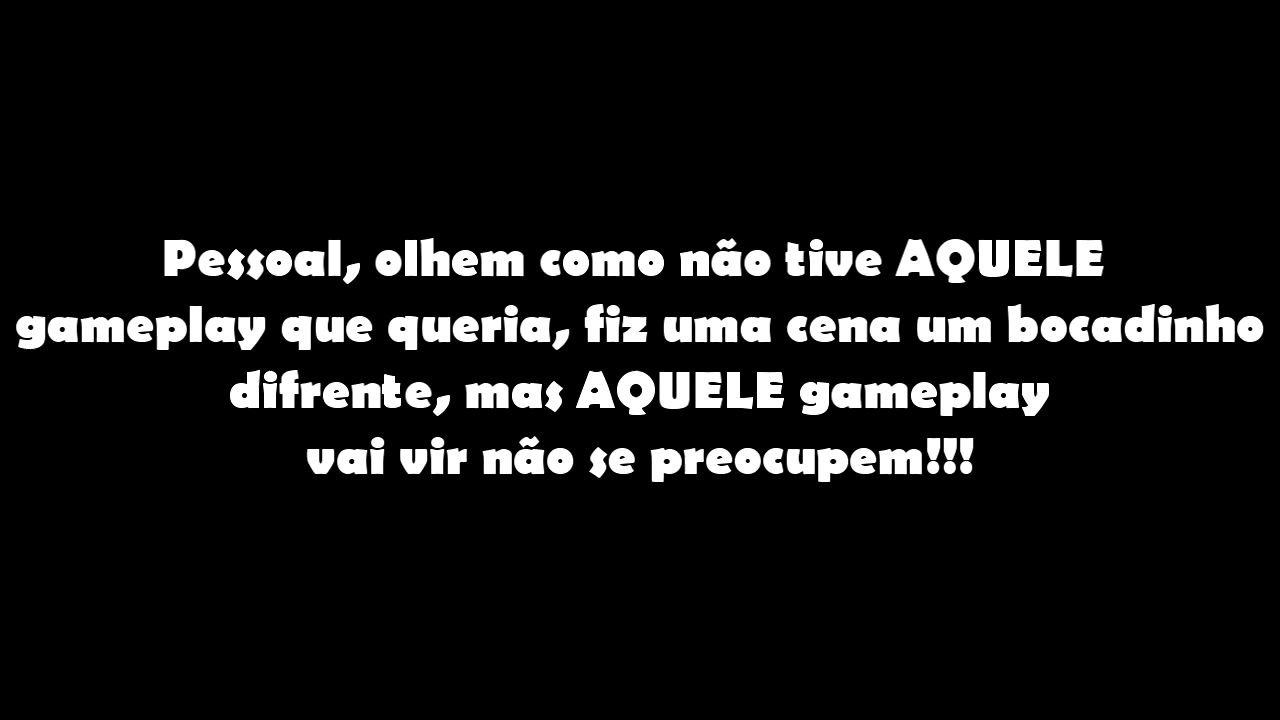 Pessoal, olhem como não tive AQUELE
gameplay que queria, fiz uma cena um bocadinho
difrente, mas AQUELE gameplay
vai vir não se preocupem!!!